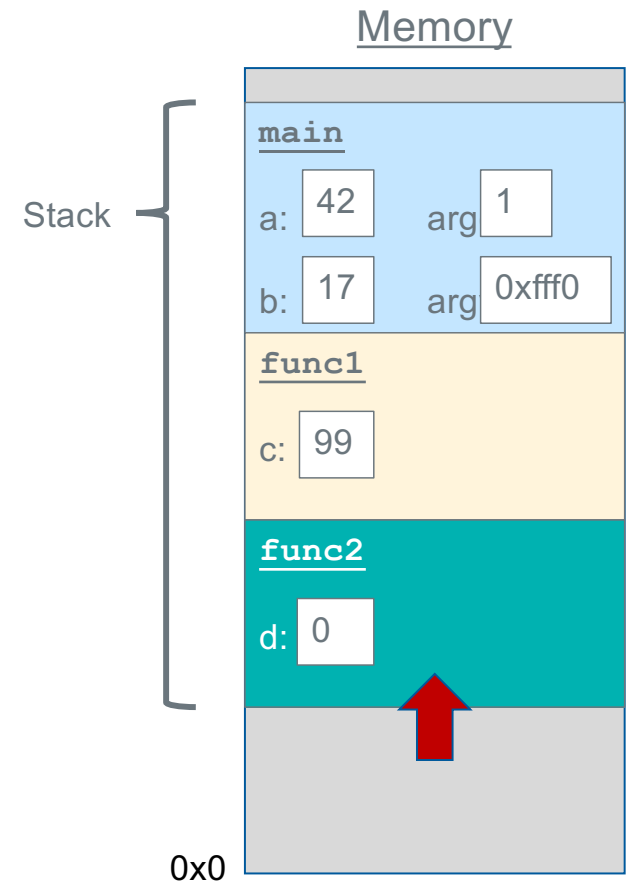 Memory
Stack
main
a: 42 arg 1
b: 17 arg 0xfff0
func1
c: 99
func2
d: 0
0x0